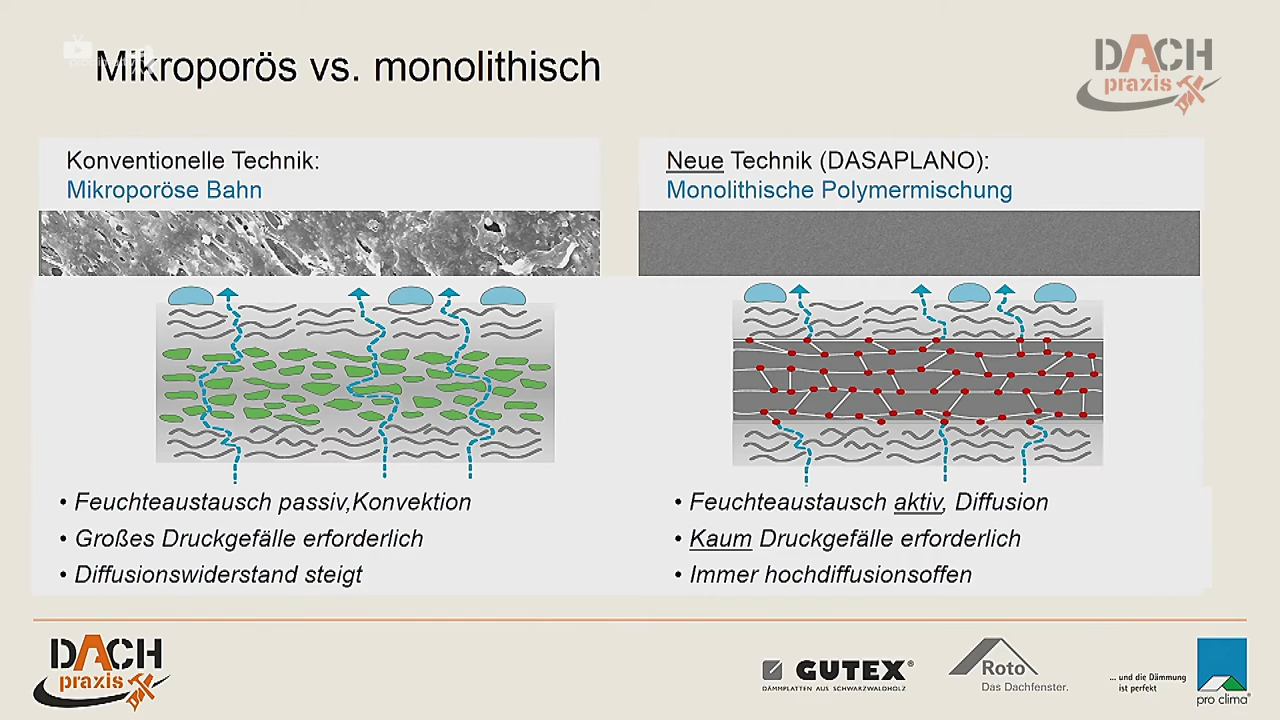 Mikroporös vs. monolithisch
DACH
praxis
Konventionelle Technik:
Mikroporöse Bahn
Neue Technik (DASAPLANO):
Monolithische Polymermischung
• Feuchteaustausch passiv,Konvektion
• Großes Druckgefälle erforderlich
• Diffusionswiderstand steigt
• Feuchteaustausch aktiv, Diffusion
• Kaum Druckgefälle erforderlich
• Immer hochdiffusionsoffen
DACH
praxis
GUTEX®
DÄMMPLATTEN AUS SCHWARZWALDHOLZ
Roto
Das Dachfenster.
... und die Dämmung
ist perfekt
pro clima®